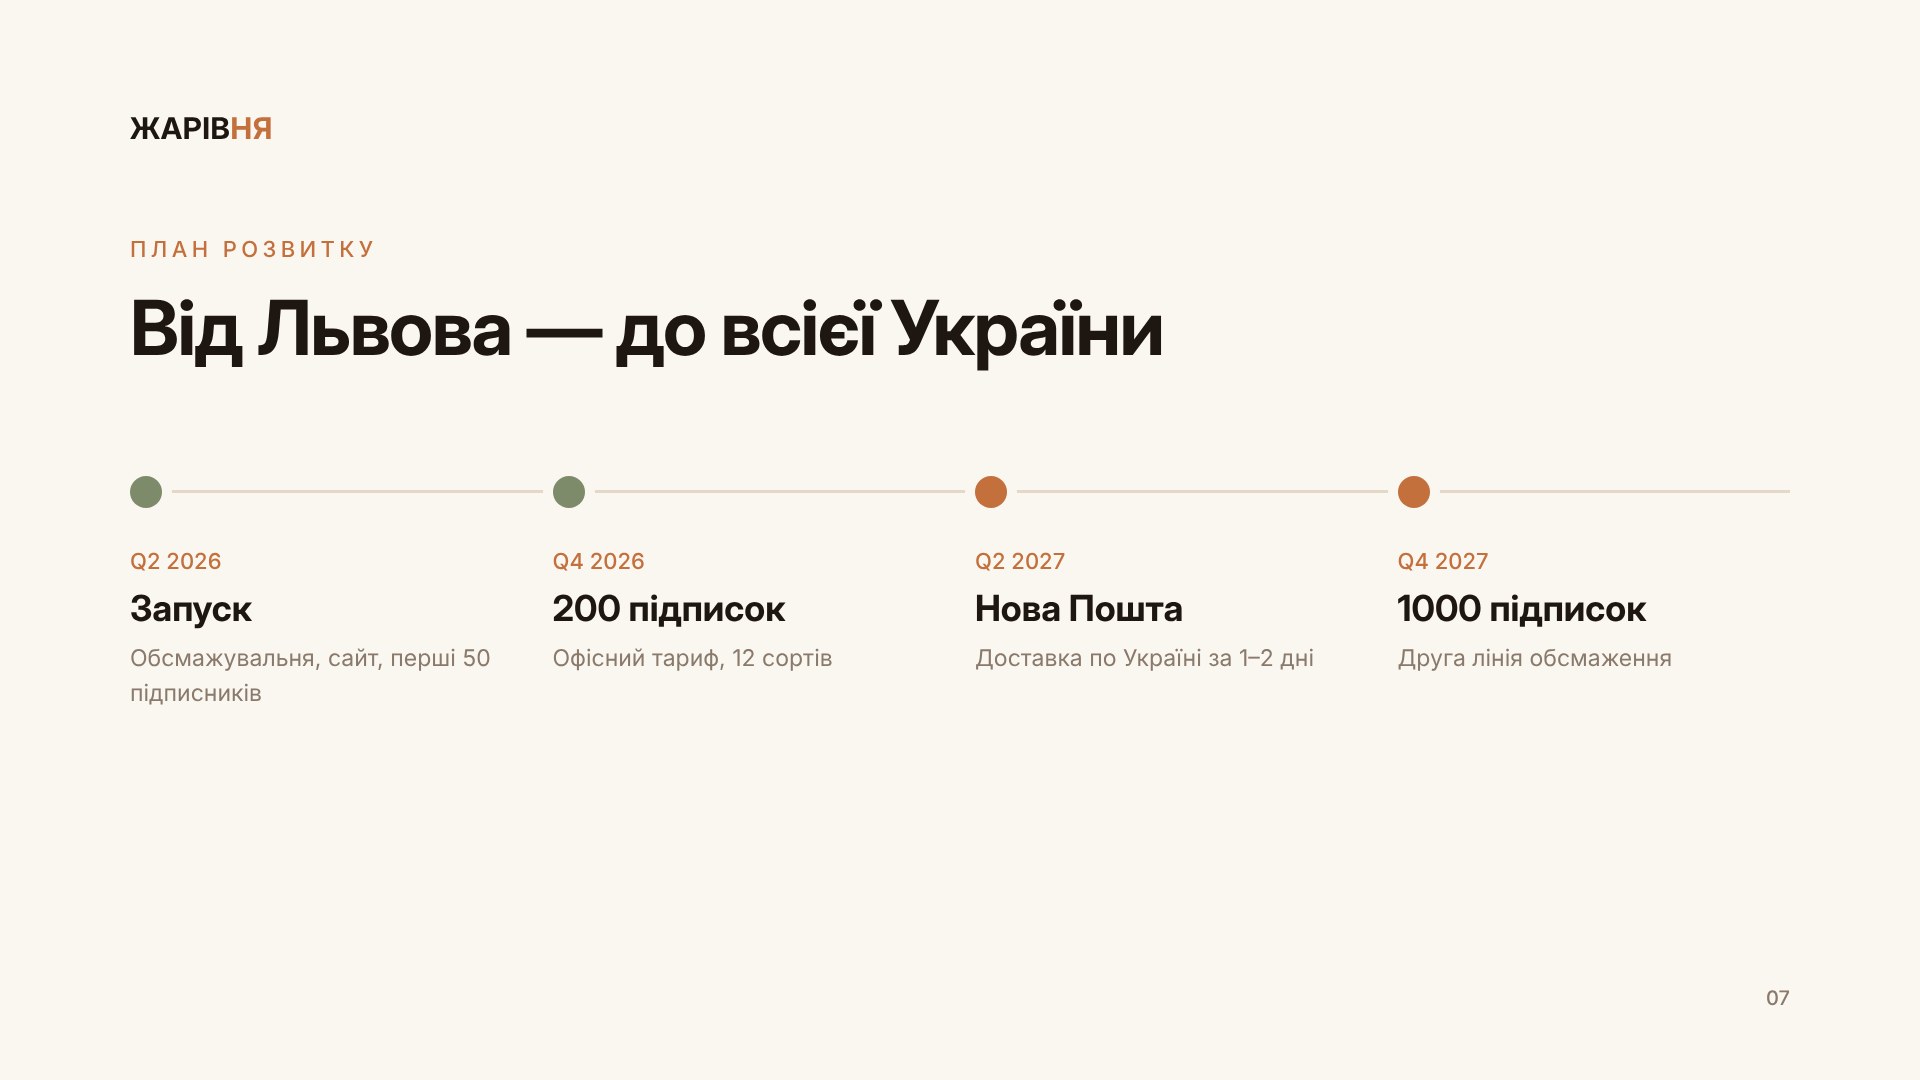 ЖАРІВНЯ
ПЛАН РОЗВИТКУ
Від Львова — до всієї України
Q2 2026
Запуск
Обсмажувальня, сайт, перші 50
підписників
Q4 2026
200 підписок
Офісний тариф, 12 сортів
Q2 2027
Нова Пошта
Доставка по Україні за 1–2 дні
Q4 2027
1000 підписок
Друга лінія обсмаження
07